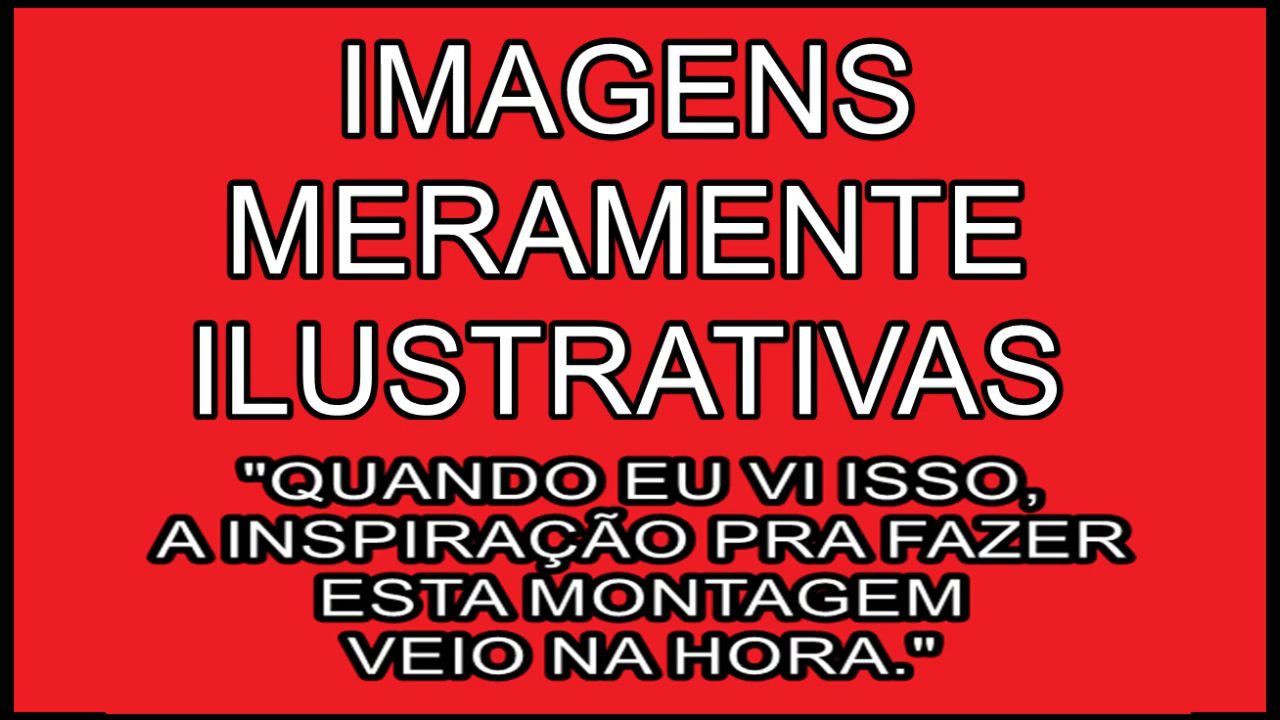 IMAGENS
MERAMENTE
ILUSTRATIVAS
"QUANDO EU VI ISSO,
A INSPIRAÇÃO PRA FAZER
ESTA MONTAGEM
VEIO NA HORA."